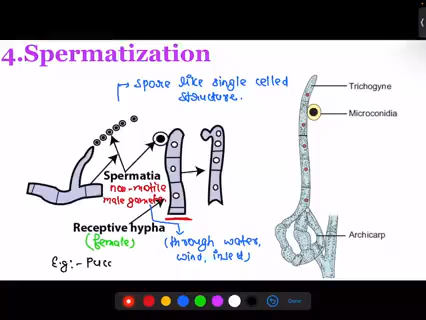 4.Spermatization
spore like single celled
structure.
Trichogyne
Microconidia
Spermatia
non-motile
male gametes
Receptive hypha
(female)
(through water,
wind, insect)
Archicarp
E.g:- Pucc
Done